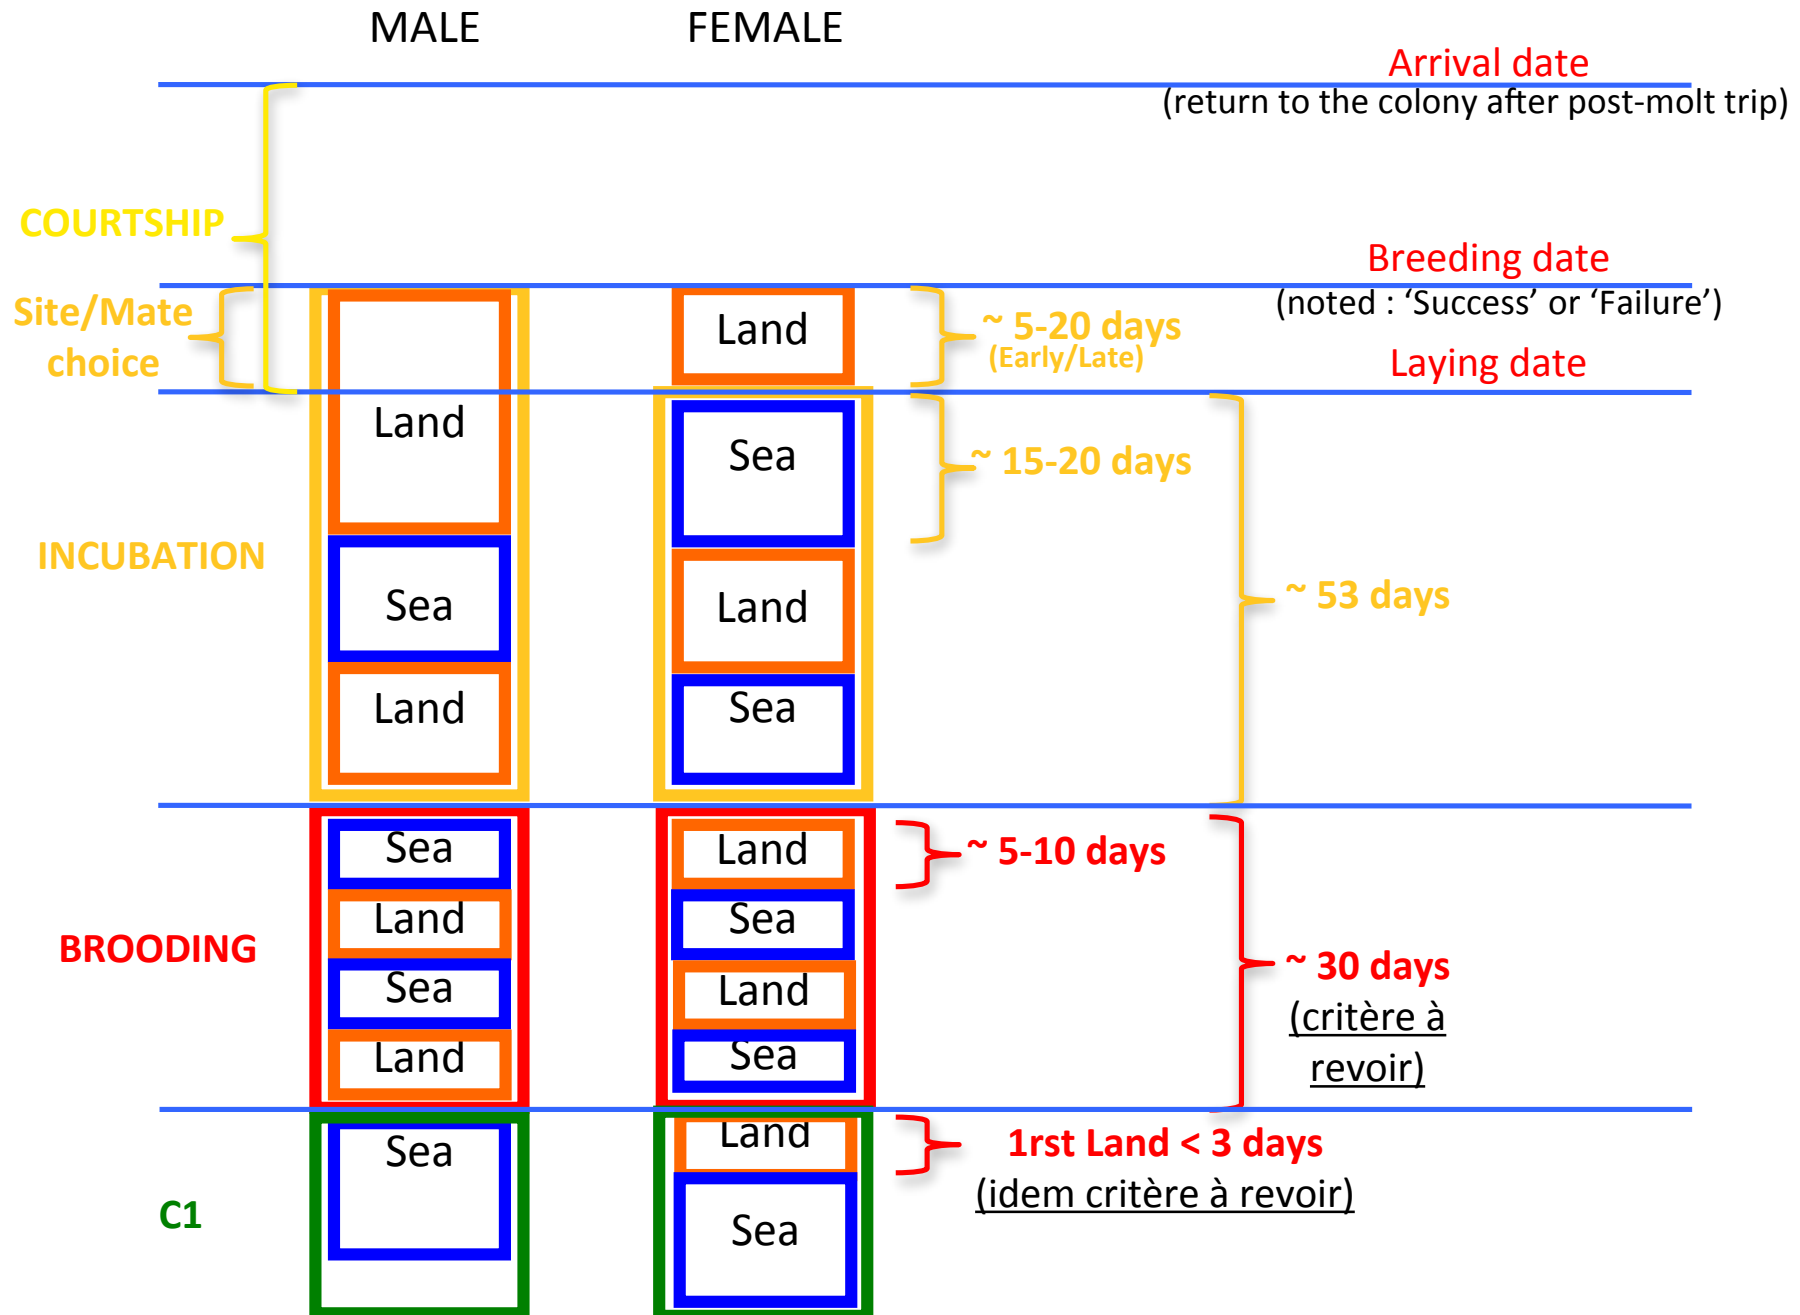 MALE FEMALE
Arrival date
(return to the colony after post-molt trip)
COURTSHIP
Breeding date
(noted : ‘Success’ or ‘Failure’)
Site/Mate
choice
Land
~ 5-20 days
(Early/Late)
Laying date
Land
Sea
~ 15-20 days
INCUBATION
Sea
Land
~ 53 days
Land
Sea
Sea
Land
~ 5-10 days
Land
Sea
BROODING
Sea
Land
~ 30 days
(critère à
revoir)
Land
Sea
Sea
Land
1rst Land < 3 days
(idem critère à revoir)
C1
Sea